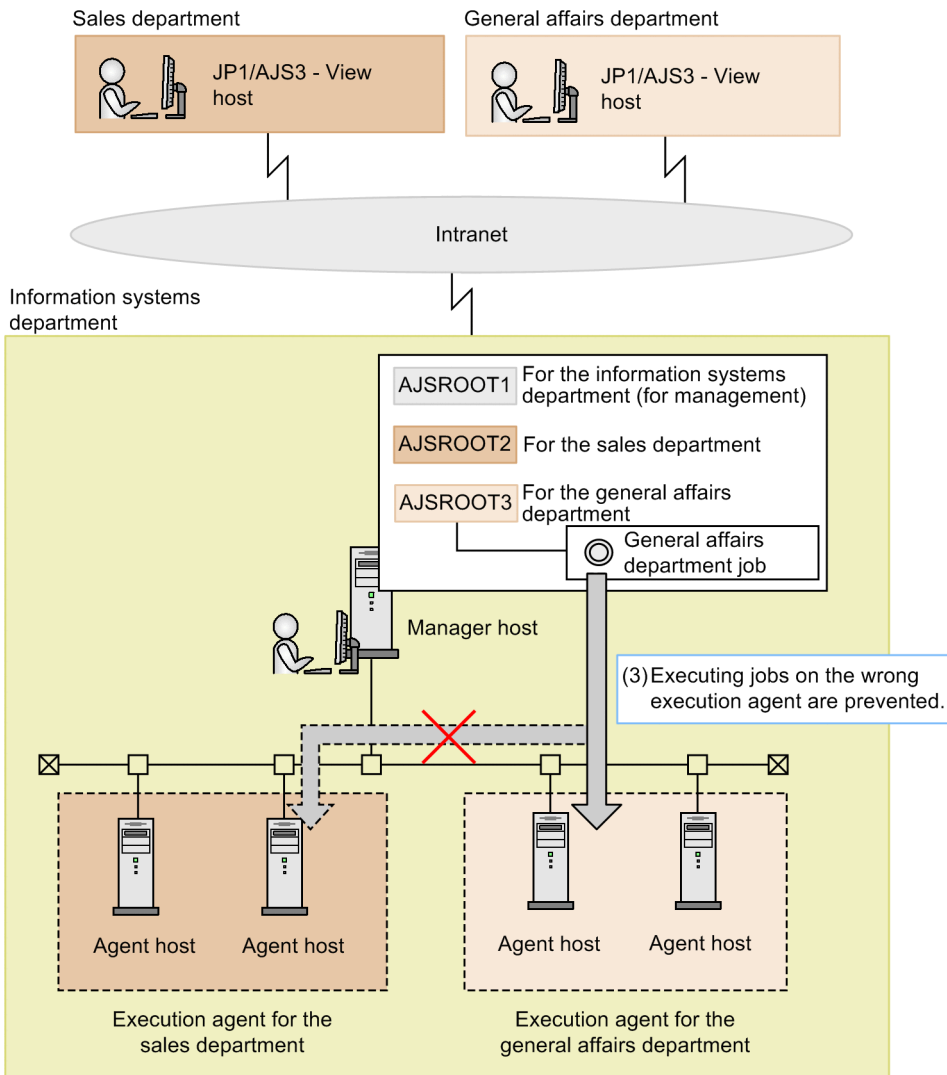 Sales department
General affairs department
JP1/AJS3 - View
host
JP1/AJS3 - View
host
Intranet
Information systems
department
AJSROOT1
For the information systems
department (for management)
AJSROOT2
For the sales department
AJSROOT3
For the general affairs
department
General affairs
department job
Manager host
(3) Executing jobs on the wrong
execution agent are prevented.
Agent host
Agent host
Agent host
Agent host
Execution agent for the
sales department
Execution agent for the
general affairs department